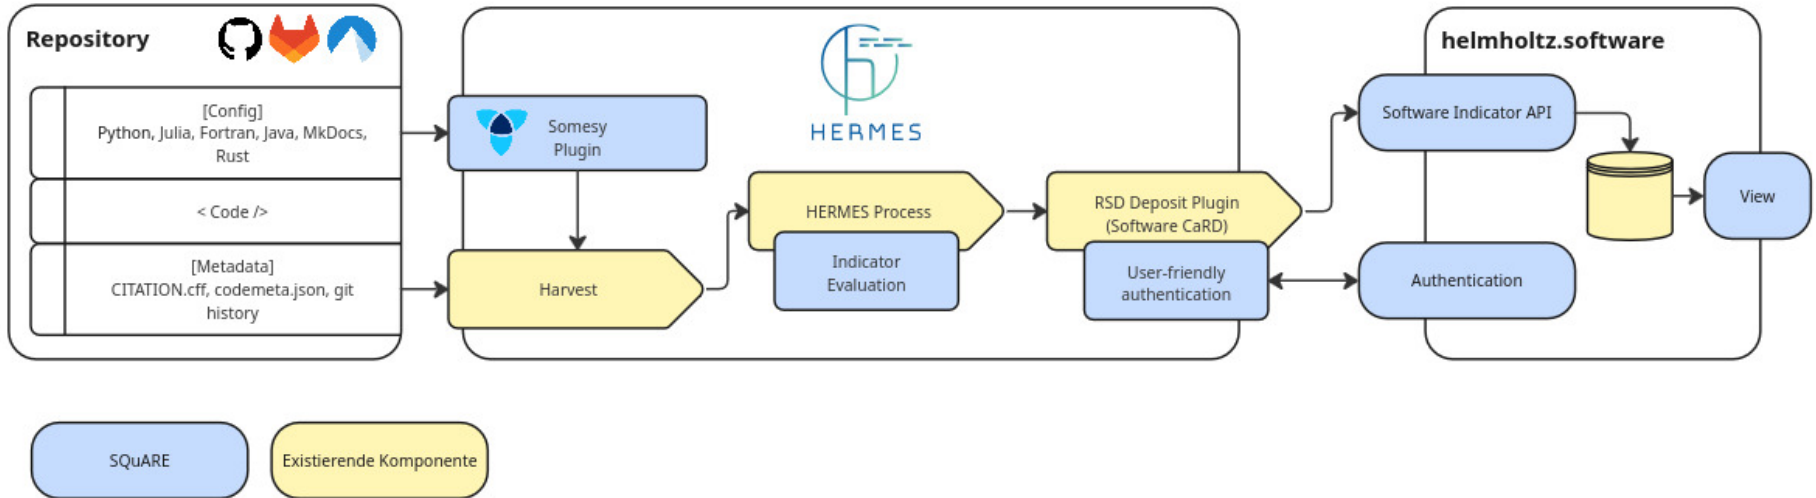 Repository
[Config]
Python, Julia, Fortran, Java, MkDocs,
Rust
< Code />
[Metadata]
CITATION.cff, codemeta.json, git
history
Somesy
Plugin
Harvest
HERMES
HERMES Process
Indicator
Evaluation
RSD Deposit Plugin
(Software CaRD)
User-friendly
authentication
helmholtz.software
Software Indicator API
View
Authentication
SQuARE
Existierende Komponente